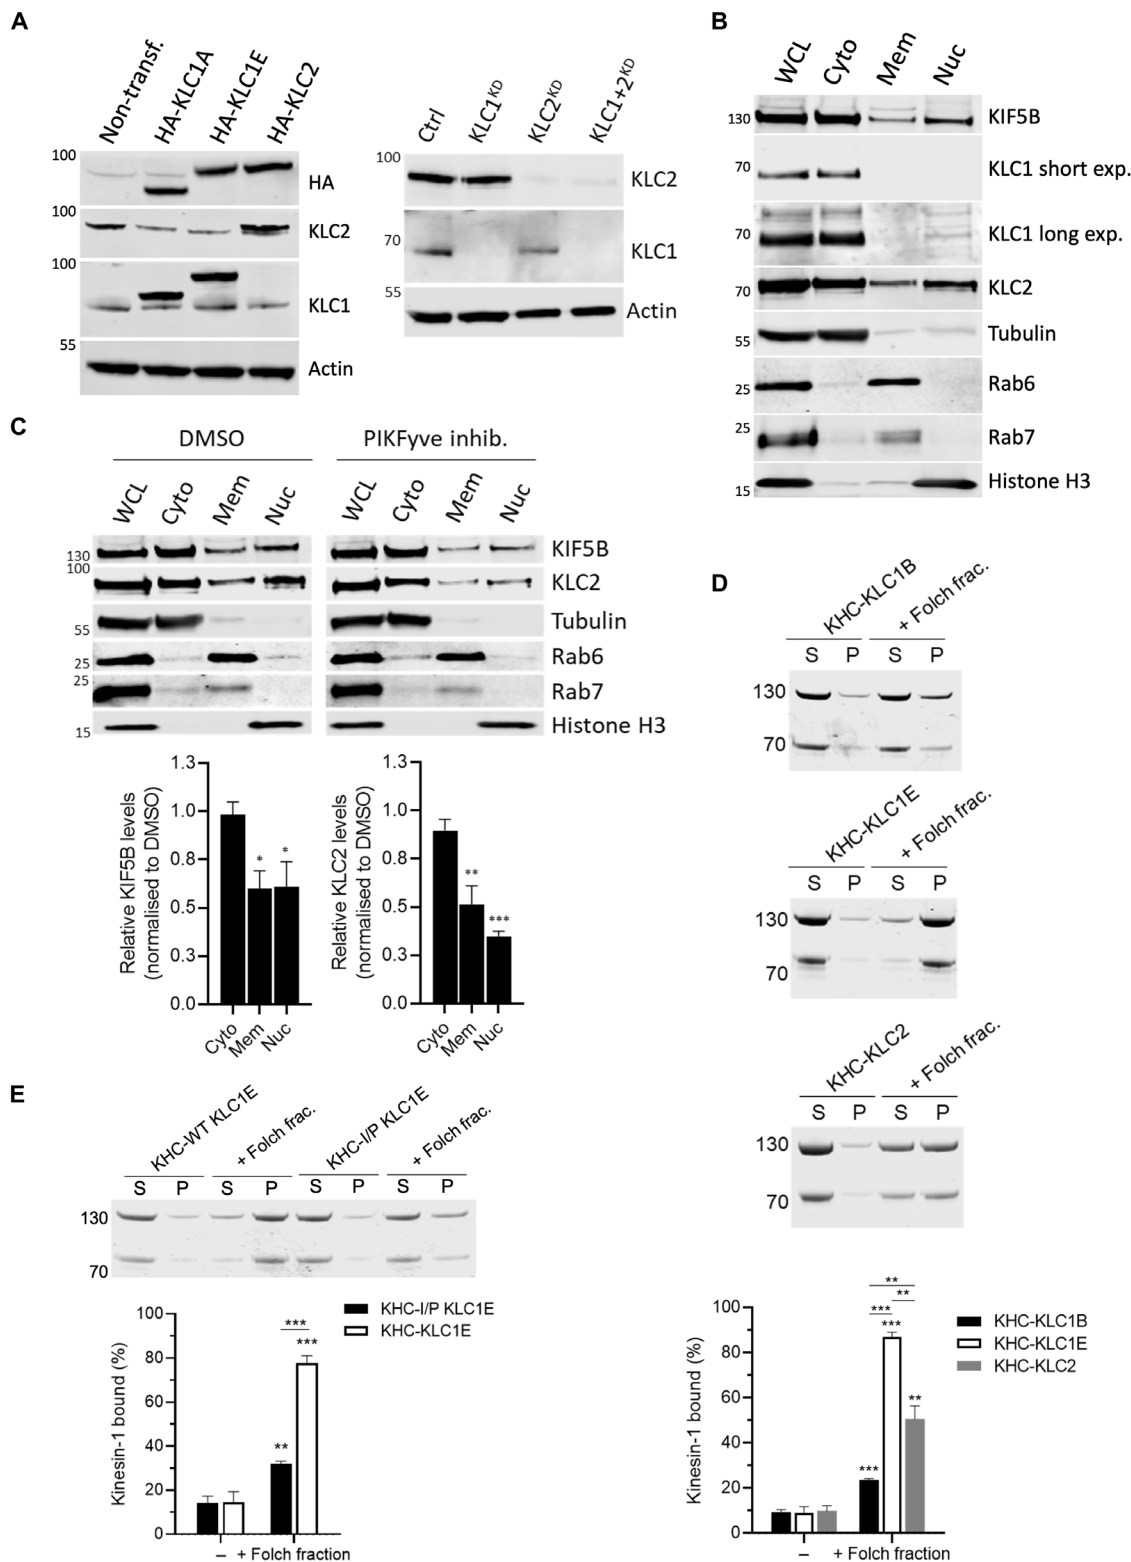 A
Non-transf.
HA-KLC1A
HA-KLC1E
HA-KLC2
100
HA
100
KLC2
100
KLC1
55
Actin
Ctrl
KLC1KD
KLC2KD
KLC1+2KD
100
KLC2
70
KLC1
55
Actin
B
WCL
Cyto
Mem
Nuc
130
KIF5B
70
KLC1 short exp.
70
KLC1 long exp.
70
KLC2
55
Tubulin
25
Rab6
25
Rab7
15
Histone H3
C
DMSO
PIKFyve inhib.
WCL
Cyto
Mem
Nuc
WCL
Cyto
Mem
Nuc
130
KIF5B
100
KLC2
55
Tubulin
25
Rab6
25
Rab7
15
Histone H3
Relative KIF5B levels
(normalised to DMSO)
1.3
1.0
0.8
0.5
0.3
0.0
*
*
Cyto
Mem
Nuc
Relative KLC2 levels
(normalised to DMSO)
1.3
1.0
0.8
0.5
0.3
0.0
**
***
Cyto
Mem
Nuc
D
KHC-KLC1B
+ Folch frac.
S P S P
130
70
KHC-KLC1E
+ Folch frac.
S P S P
130
70
KHC-KLC2
+ Folch frac.
S P S P
130
70
Kinesin-1 bound (%)
100
80
60
40
20
0
**
**
***
***
**
***
KHC-KLC1B
KHC-KLC1E
KHC-KLC2
– + Folch fraction
E
KHC-WT KLC1E
+ Folch frac.
KHC-I/P KLC1E
+ Folch frac.
S P S P S P S P
130
70
Kinesin-1 bound (%)
100
80
60
40
20
0
***
***
**
KHC-I/P KLC1E
KHC-KLC1E
– + Folch fraction